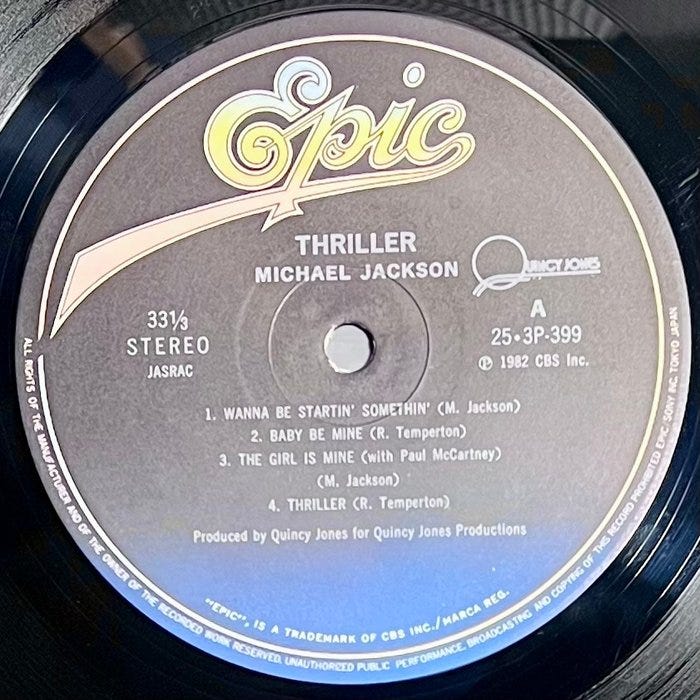 Epic
THRILLER
MICHAEL JACKSON
QUINCY JONES
33⅓
STEREO
JASRAC
A
25・3P-399
℗ 1982 CBS Inc.
1. WANNA BE STARTIN' SOMETHIN' (M. Jackson)
2. BABY BE MINE (R. Temperton)
3. THE GIRL IS MINE (with Paul McCartney)
(M. Jackson)
4. THRILLER (R. Temperton)
Produced by Quincy Jones for Quincy Jones Productions
"EPIC", IS A TRADEMARK OF CBS INC./MARCA REG.
ALL RIGHTS OF THE MANUFACTURER AND OF THE OWNER OF THE RECORDED WORK RESERVED. UNAUTHORIZED PUBLIC PERFORMANCE, BROADCASTING AND COPYING OF THIS RECORD PROHIBITED EPIC/SONY INC. TOKYO JAPAN